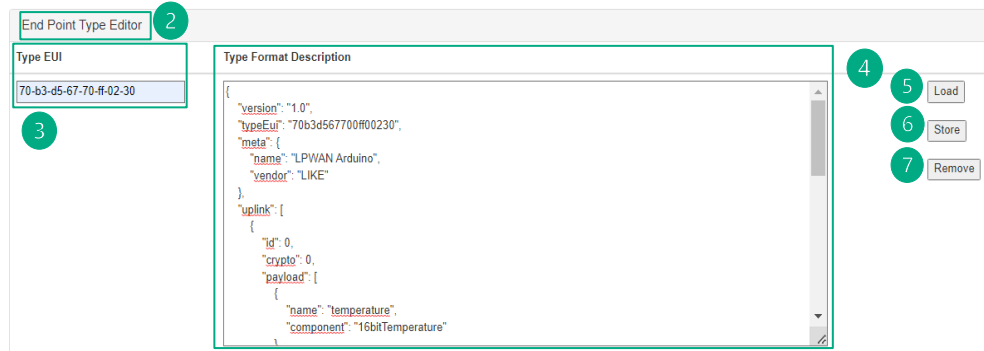 End Point Type Editor 2
Type EUI
Type Format Description
4
70-b3-d5-67-70-ff-02-30
3
{
"version": "1.0",
"typeEui": "70b3d567700ff00230",
"meta": {
"name": "LPWAN Arduino",
"vendor": "LIKE"
},
"uplink": [
{
"id": 0,
"crypto": 0,
"payload": [
{
"name": "temperature",
"component": "16bitTemperature"
}
5 Load
6 Store
7 Remove